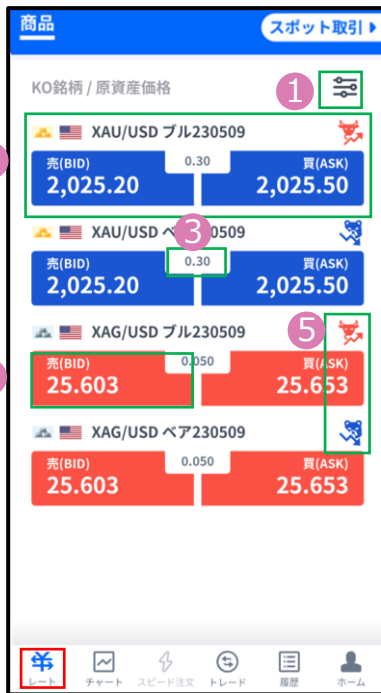 商品
スポット取引
KO銘柄 / 原資産価格
1
XAU/USD ブル230509
売(BID)
0.30
買(ASK)
2,025.20
2,025.50
XAU/USD ベ
0509
3
売(BID)
0.30
買(ASK)
2,025.20
2,025.50
XAG/USD ブル230509
5
売(BID)
0.050
買(ASK)
25.603
25.653
XAG/USD ベア230509
売(BID)
0.050
買(ASK)
25.603
25.653
レート
チャート
スピード注文
トレード
履歴
ホーム